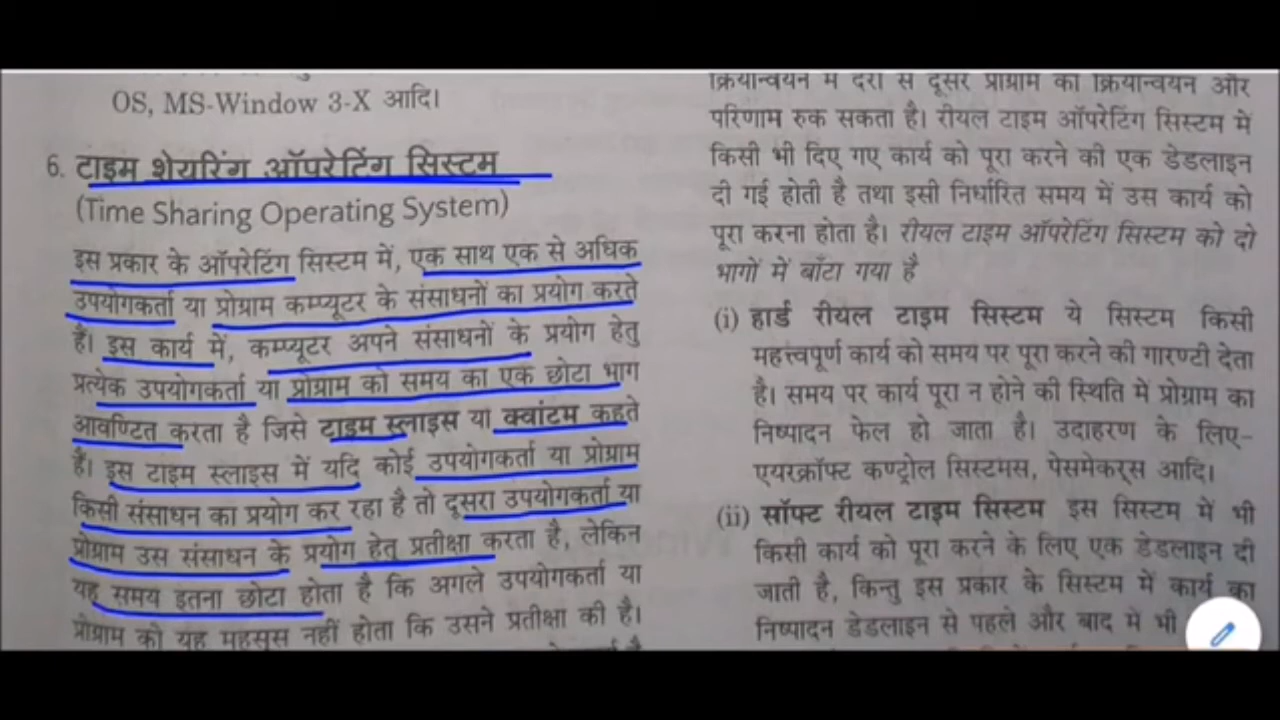 OS, MS-Window 3-X आदि।
6. टाइम शेयरिंग ऑपरेटिंग सिस्टम
(Time Sharing Operating System)
इस प्रकार के ऑपरेटिंग सिस्टम में, एक साथ एक से अधिक
उपयोगकर्ता या प्रोग्राम कम्प्यूटर के संसाधनों का प्रयोग करते
हैं। इस कार्य में, कम्प्यूटर अपने संसाधनों के प्रयोग हेतु
प्रत्येक उपयोगकर्ता या प्रोग्राम को समय का एक छोटा भाग
आवण्टित करता है जिसे टाइम स्लाइस या क्वांटम कहते
हैं। इस टाइम स्लाइस में यदि कोई उपयोगकर्ता या प्रोग्राम
किसी संसाधन का प्रयोग कर रहा है तो दूसरा उपयोगकर्ता या
प्रोग्राम उस संसाधन के प्रयोग हेतु प्रतीक्षा करता है, लेकिन
यह समय इतना छोटा होता है कि अगले उपयोगकर्ता या
प्रोग्राम को यह महसूस नहीं होता कि उसने प्रतीक्षा की है।
क्रियान्वयन में देरी से दूसरे प्रोग्राम का क्रियान्वयन और
परिणाम रुक सकता है। रीयल टाइम ऑपरेटिंग सिस्टम में
किसी भी दिए गए कार्य को पूरा करने की एक डेडलाइन
दी गई होती है तथा इसी निर्धारित समय में उस कार्य को
पूरा करना होता है। रीयल टाइम ऑपरेटिंग सिस्टम को दो
भागों में बाँटा गया है
(i) हार्ड रीयल टाइम सिस्टम ये सिस्टम किसी
महत्त्वपूर्ण कार्य को समय पर पूरा करने की गारण्टी देता
है। समय पर कार्य पूरा न होने की स्थिति में प्रोग्राम का
निष्पादन फेल हो जाता है। उदाहरण के लिए-
एयरक्रॉफ्ट कण्ट्रोल सिस्टमस, पेसमेकर्स आदि।
(ii) सॉफ्ट रीयल टाइम सिस्टम इस सिस्टम में भी
किसी कार्य को पूरा करने के लिए एक डेडलाइन दी
जाती है, किन्तु इस प्रकार के सिस्टम में कार्य का
निष्पादन डेडलाइन से पहले और बाद मे भी